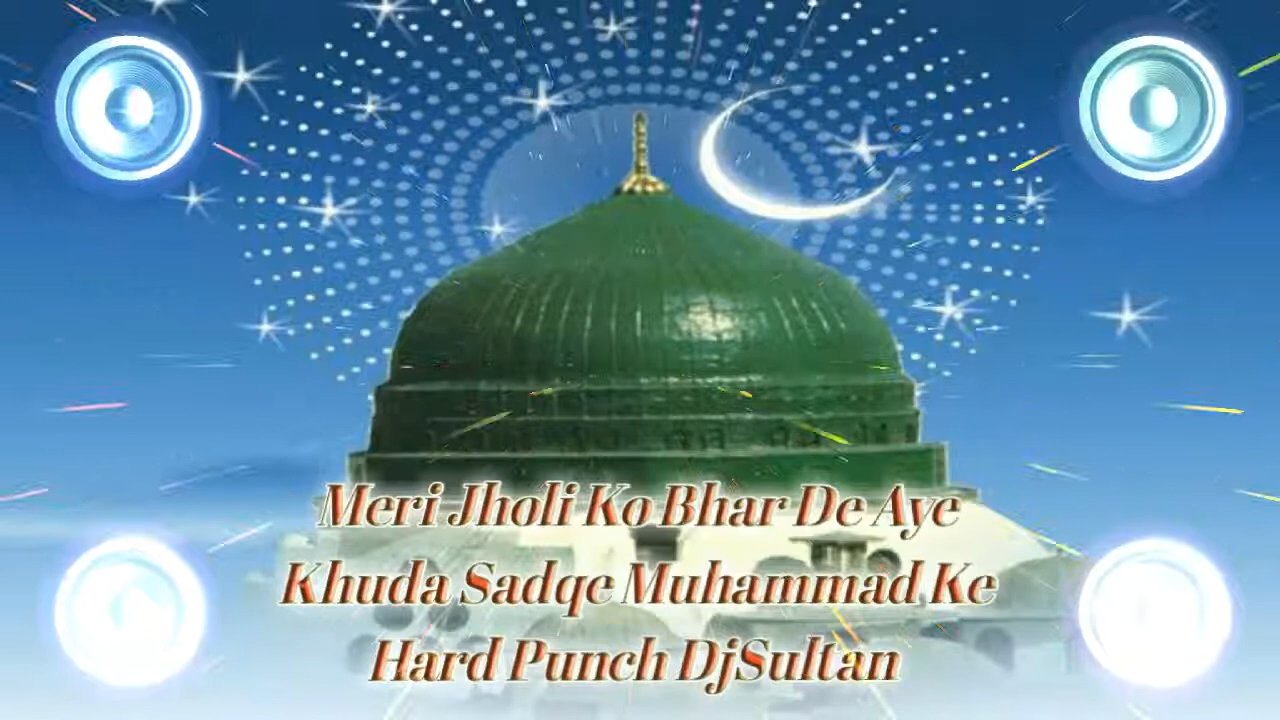 Meri Jholi Ko Bhar De Aye
Khuda Sadqe Muhammad Ke
Hard Punch DjSultan